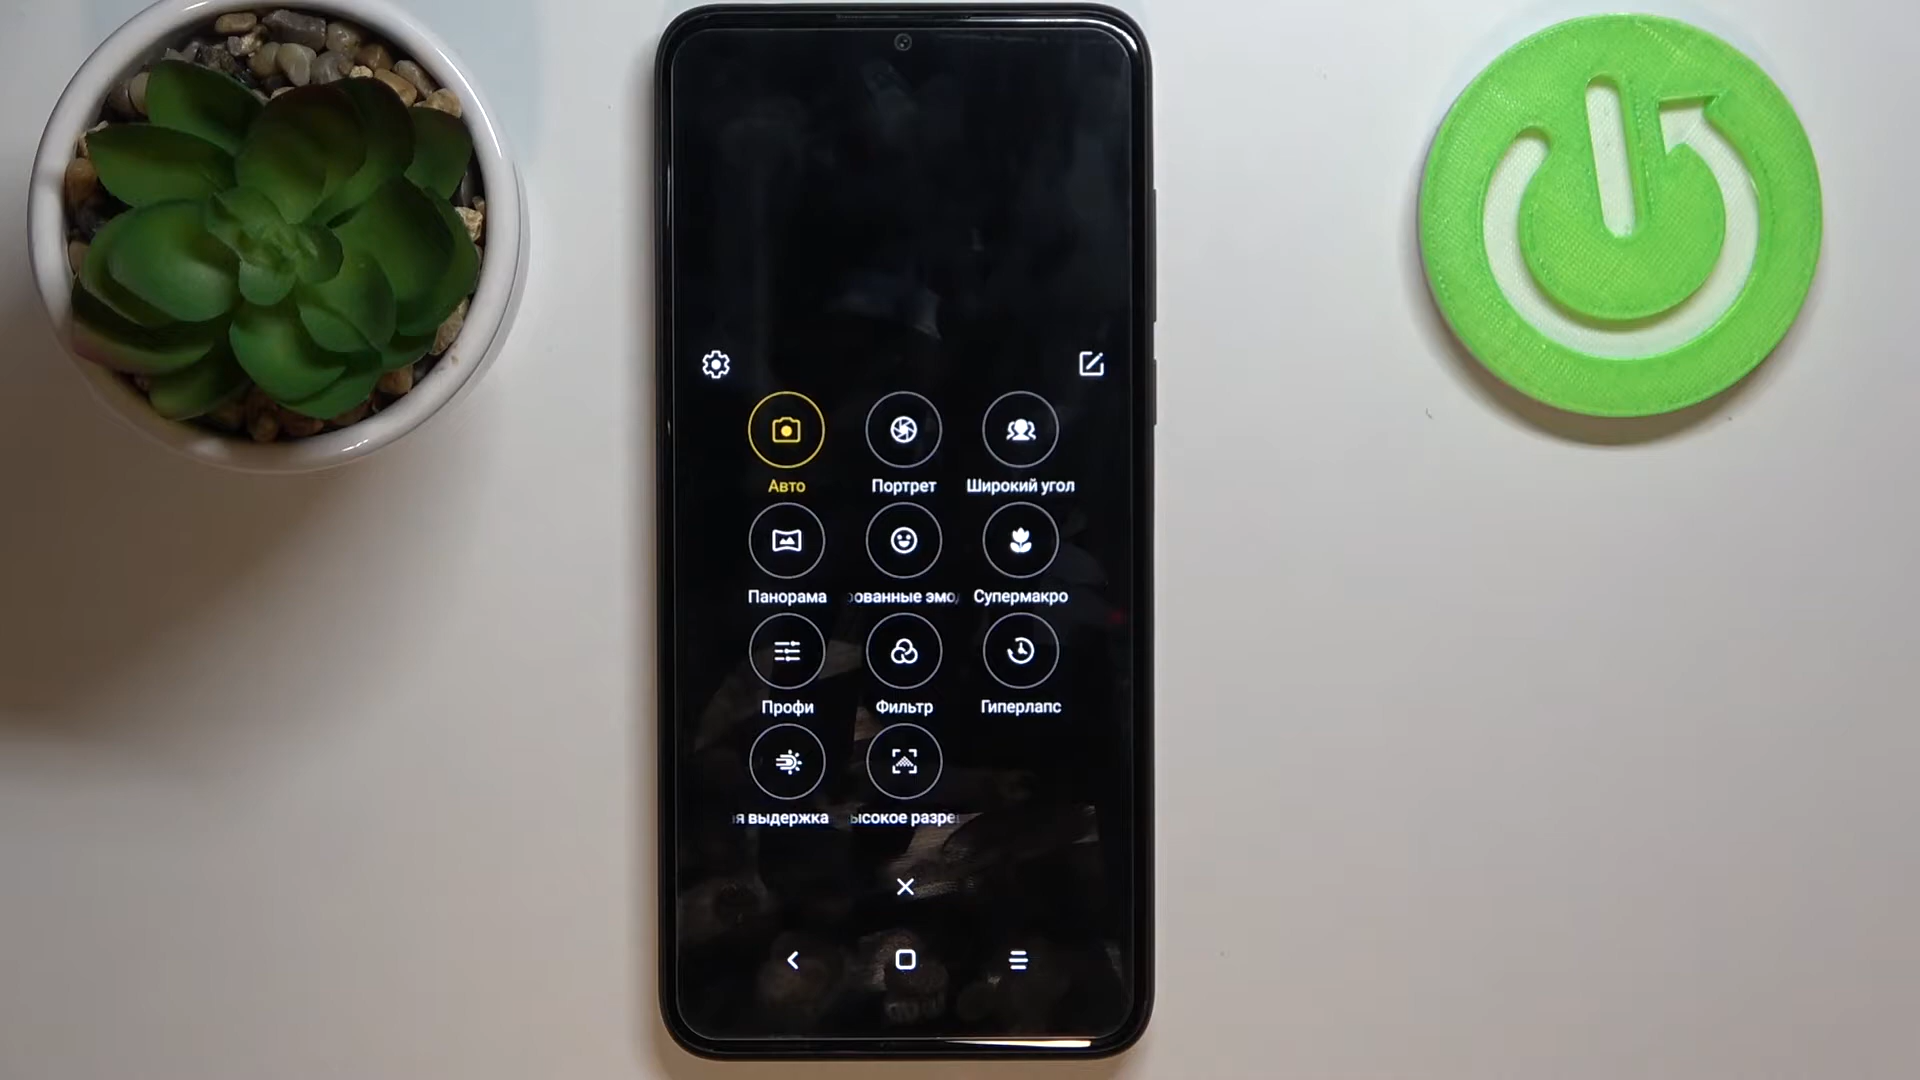 Авто
Портрет
Широкий угол
Панорама
ованные эмо
Супермакро
Профи
Фильтр
Гиперлапс
я выдержка
ысокое разре